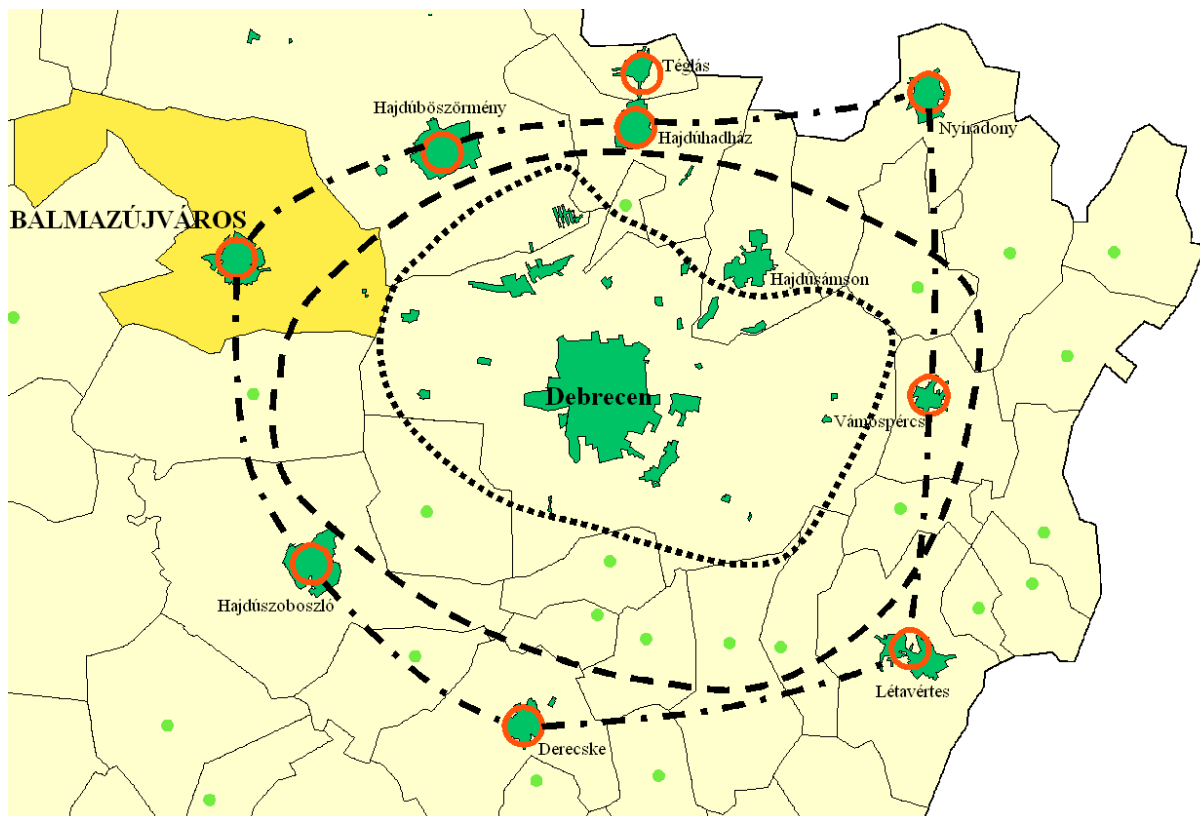 Téglás
Hajdúböszörmény
Nyíradony
Hajdúhadház
BALMAZÚJVÁROS
Hajdúsámson
Debrecen
Vámospércs
Hajdúszoboszló
Létavértes
Derecske